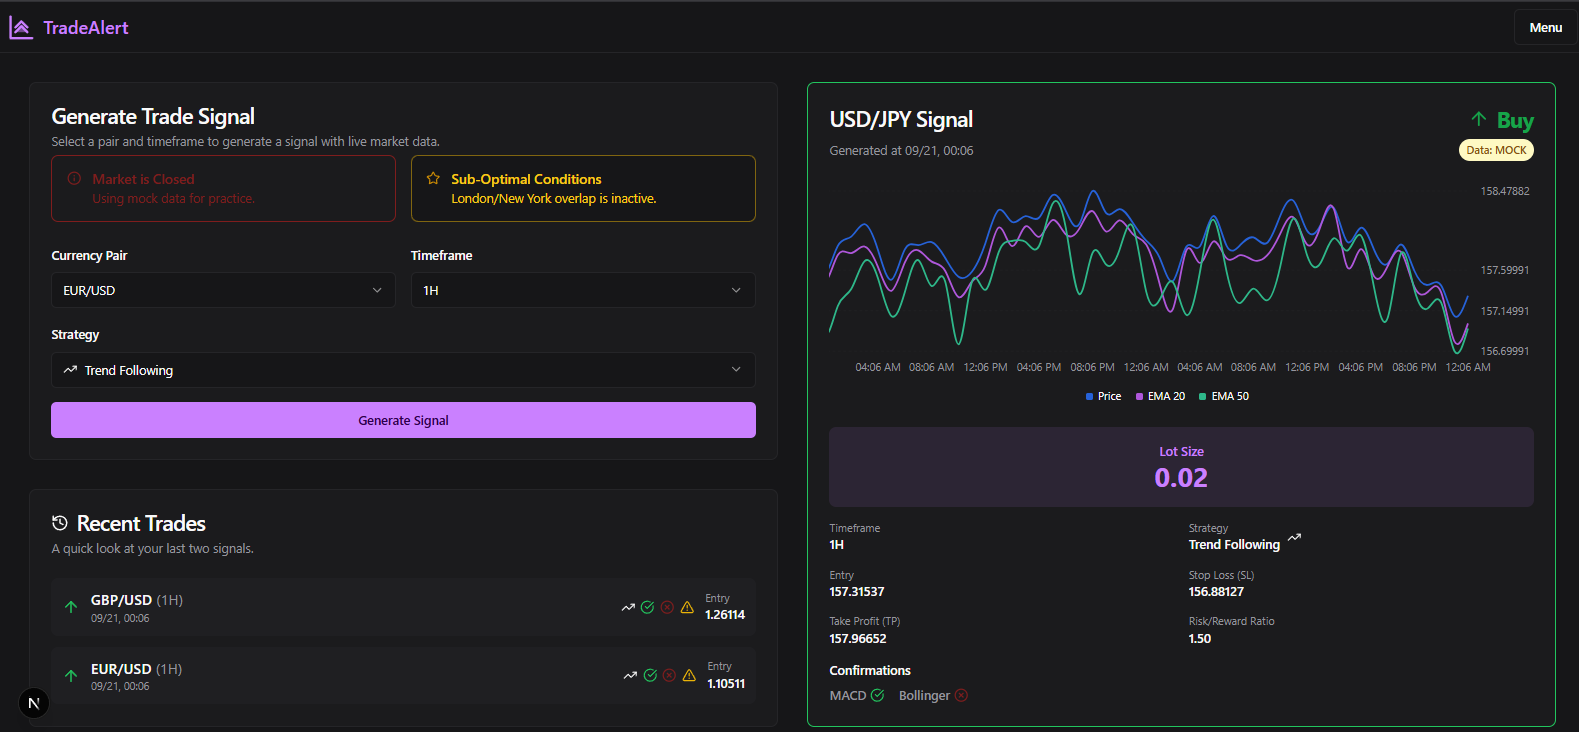 TradeAlert
Menu
Generate Trade Signal
Select a pair and timeframe to generate a signal with live market data.
Market is Closed
Using mock data for practice.
Sub-Optimal Conditions
London/New York overlap is inactive.
Currency Pair
Timeframe
EUR/USD
1H
Strategy
Trend Following
Generate Signal
Recent Trades
A quick look at your last two signals.
GBP/USD (1H)
09/21, 00:06
Entry
1.26114
EUR/USD (1H)
09/21, 00:06
Entry
1.10511
N
USD/JPY Signal
Buy
Generated at 09/21, 00:06
Data: MOCK
158.47882
157.59991
157.14991
156.69991
04:06 AM 08:06 AM 12:06 PM 04:06 PM 08:06 PM 12:06 AM 04:06 AM 08:06 AM 12:06 PM 04:06 PM 08:06 PM 12:06 AM
Price EMA 20 EMA 50
Lot Size
0.02
Timeframe
1H
Strategy
Trend Following
Entry
157.31537
Stop Loss (SL)
156.88127
Take Profit (TP)
157.96652
Risk/Reward Ratio
1.50
Confirmations
MACD Bollinger